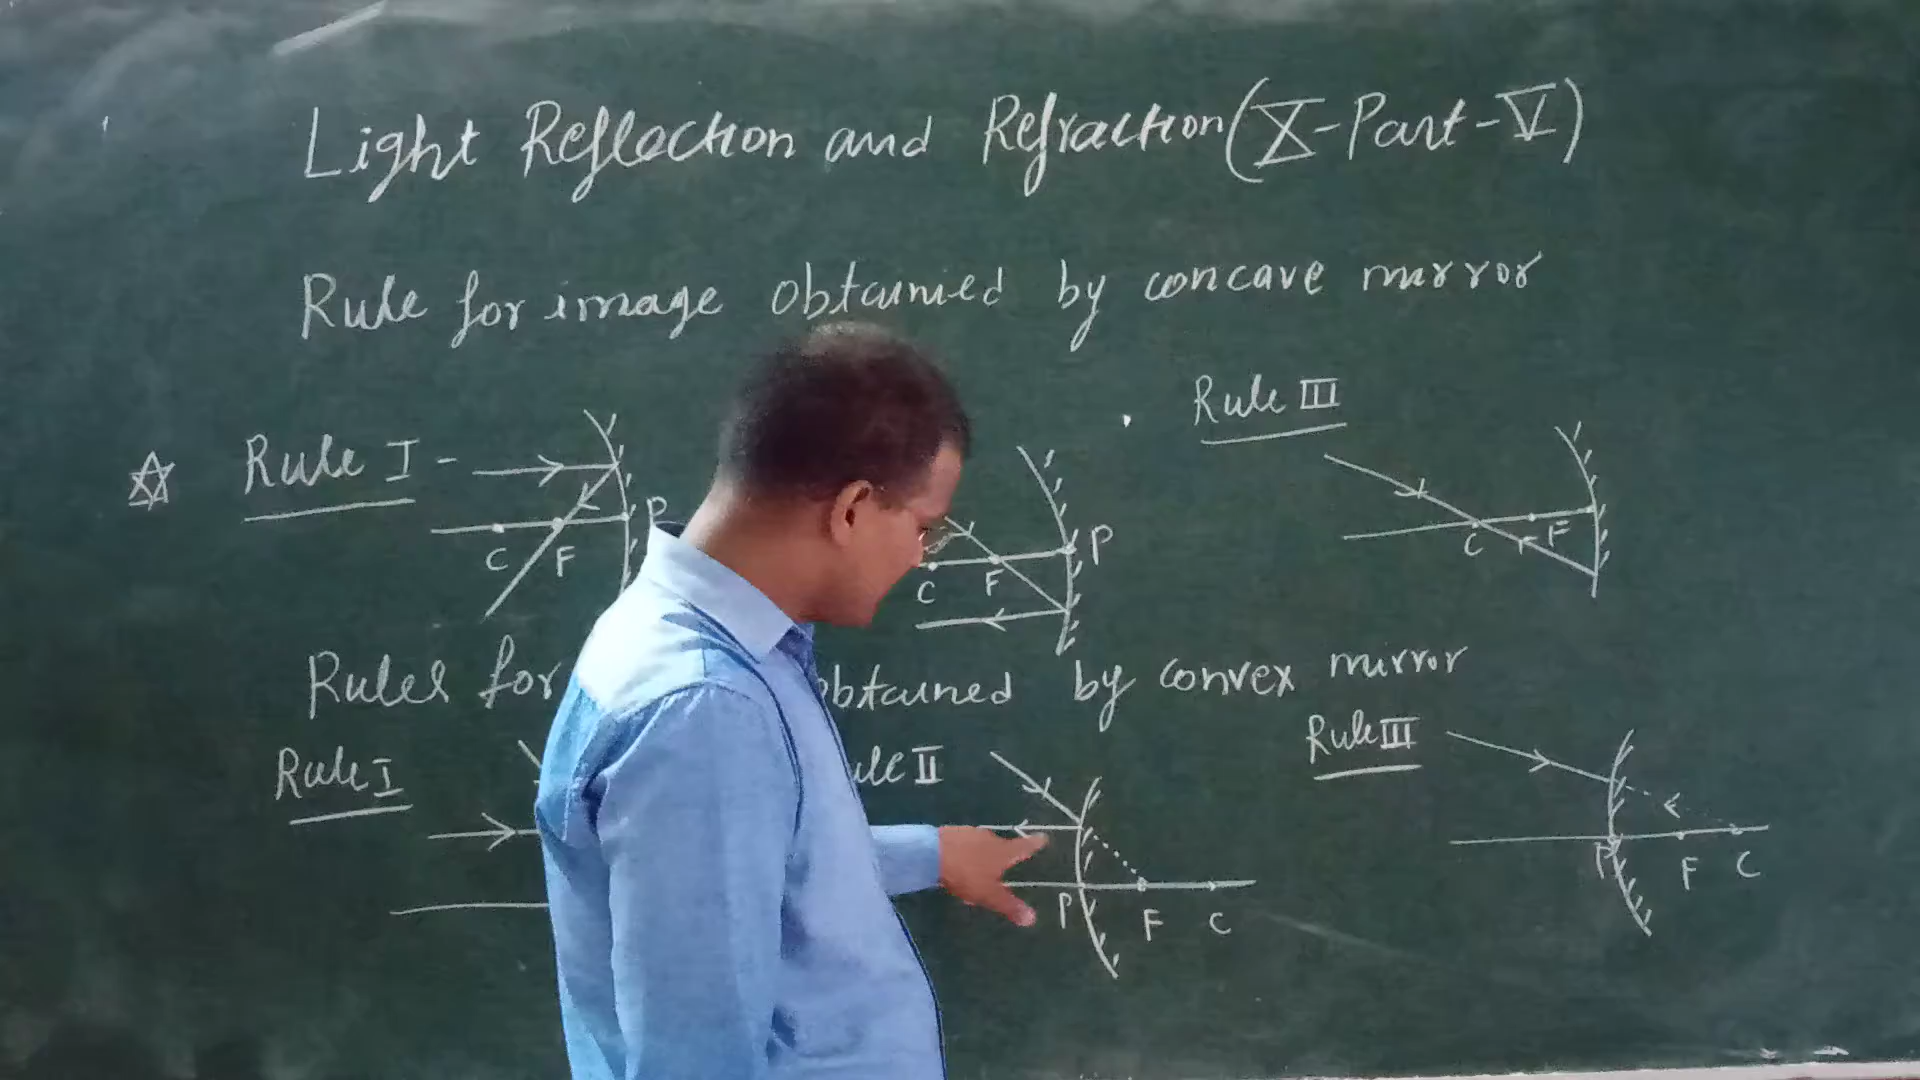 Light Reflection and Refraction (X-Part-V)
Rule for image obtained by concave mirror
Rule III
Rule I -
P
C F
P
C F
C F
Rules for obtained by convex mirror
Rule I
II
Rule III
P F C
P F C